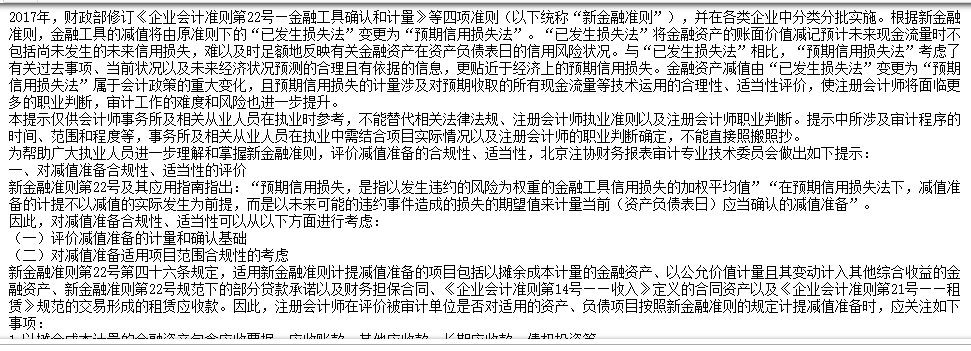 2017年，财政部修订《企业会计准则第22号—金融工具确认和计量》等四项准则（以下统称“新金融准则”），并在各类企业中分类分批实施。根据新金融
准则，金融工具的减值将由原准则下的“已发生损失法”变更为“预期信用损失法”。“已发生损失法”将金融资产的账面价值减记预计未来现金流量时不
包括尚未发生的未来信用损失，难以及时足额地反映有关金融资产在资产负债表日的信用风险状况。与“已发生损失法”相比，“预期信用损失法”考虑了
有关过去事项、当前状况以及未来经济状况预测的合理且有依据的信息，更贴近于经济上的预期信用损失。金融资产减值由“已发生损失法”变更为“预期
信用损失法”属于会计政策的重大变化，且预期信用损失的计量涉及对预期收取的所有现金流量等技术运用的合理性、适当性评价，使注册会计师将面临更
多的职业判断，审计工作的难度和风险也进一步提升。
本提示仅供会计师事务所及相关从业人员在执业时参考，不能替代相关法律法规、注册会计师执业准则以及注册会计师职业判断。提示中所涉及审计程序的
时间、范围和程度等，事务所及相关从业人员在执业中需结合项目实际情况以及注册会计师的职业判断确定，不能直接照搬照抄。
为帮助广大执业人员进一步理解和掌握新金融准则，评价减值准备的合规性、适当性，北京注协财务报表审计专业技术委员会做出如下提示：
一、对减值准备合规性、适当性的评价
新金融准则第22号及其应用指南指出：“预期信用损失，是指以发生违约的风险为权重的金融工具信用损失的加权平均值”“在预期信用损失法下，减值准
备的计提不以减值的实际发生为前提，而是以未来可能的违约事件造成的损失的期望值来计量当前（资产负债表日）应当确认的减值准备”。
因此，对减值准备合规性、适当性可以从以下方面进行考虑：
（一）评价减值准备的计量和确认基础
（二）对减值准备适用项目范围合规性的考虑
新金融准则第22号第四十六条规定，适用新金融准则计提减值准备的项目包括以摊余成本计量的金融资产、以公允价值计量且其变动计入其他综合收益的金
融资产、新金融准则第22号规范下的部分贷款承诺以及财务担保合同、《企业会计准则第14号——收入》定义的合同资产以及《企业会计准则第21号——租
赁》规范的交易形成的租赁应收款。因此，注册会计师在评价被审计单位是否对适用的资产、负债项目按照新金融准则的规定计提减值准备时，应关注如下
事项：
1.以摊余成本计量的金融资产包含应收票据、应收账款、其他应收款、长期应收款、债权投资等